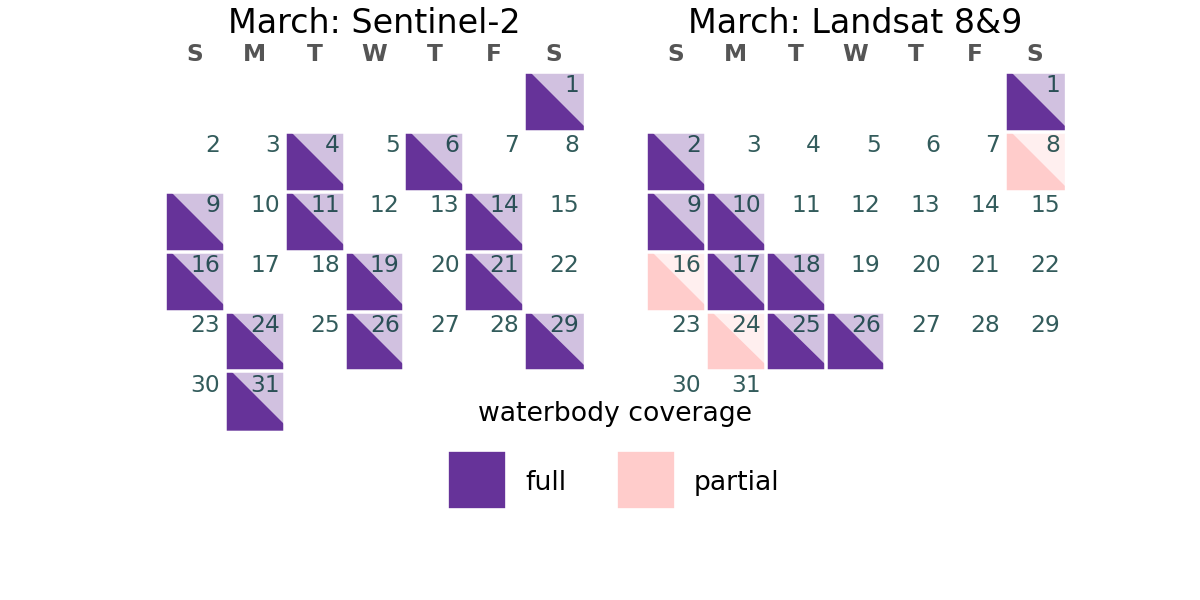 March: Sentinel-2
S M T W T F S
1
2 3 4 5 6 7 8
9 10 11 12 13 14 15
16 17 18 19 20 21 22
23 24 25 26 27 28 29
30 31
March: Landsat 8&9
S M T W T F S
1
2 3 4 5 6 7 8
9 10 11 12 13 14 15
16 17 18 19 20 21 22
23 24 25 26 27 28 29
30 31
waterbody coverage
full
partial